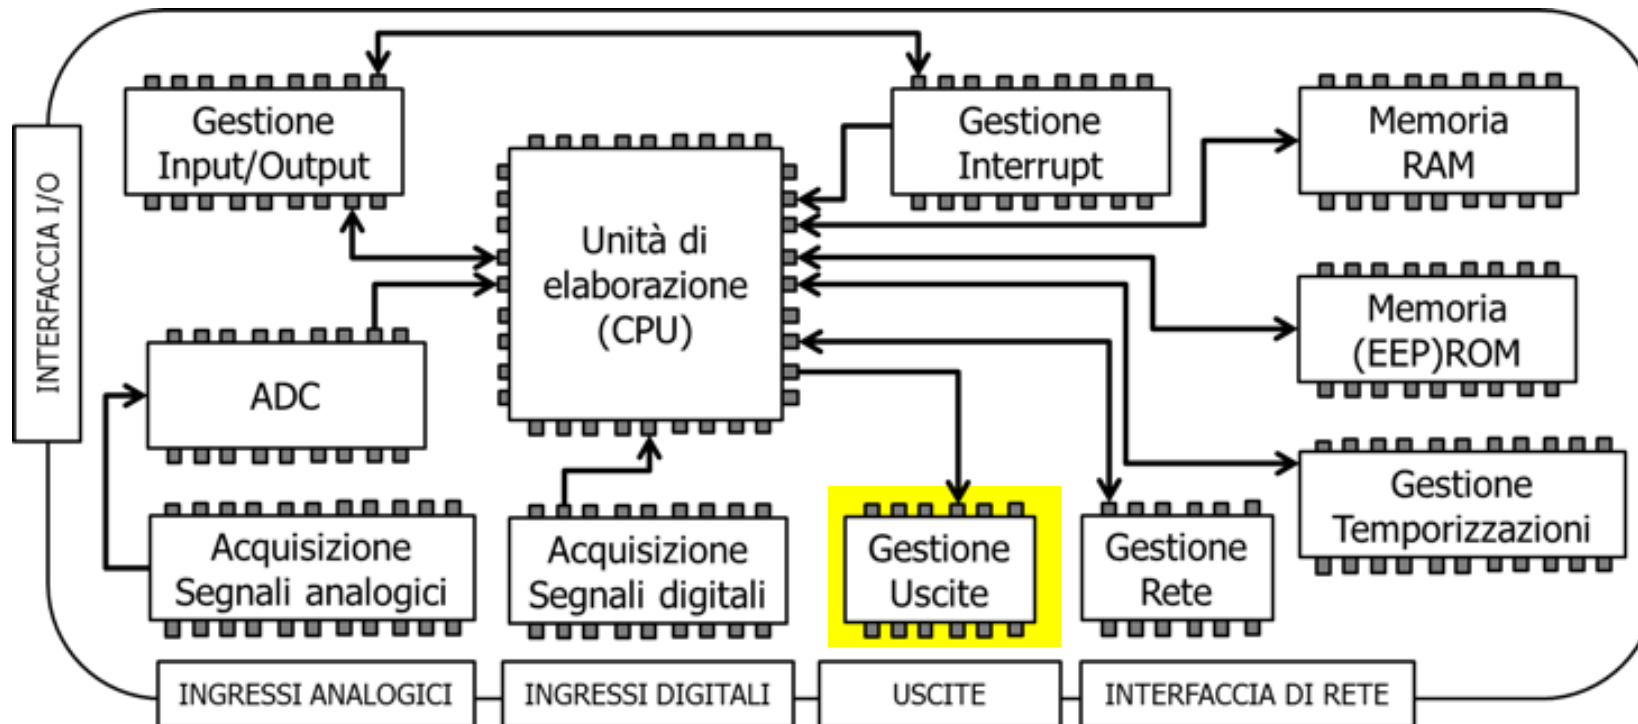 Gestione
Input/Output
Gestione
Interrupt
Memoria
RAM
INTERFACCIA I/O
Unità di
elaborazione
(CPU)
Memoria
(EEP)ROM
ADC
Gestione
Temporizzazioni
Acquisizione
Segnali analogici
Acquisizione
Segnali digitali
Gestione
Uscite
Gestione
Rete
INGRESSI ANALOGICI
INGRESSI DIGITALI
USCITE
INTERFACCIA DI RETE